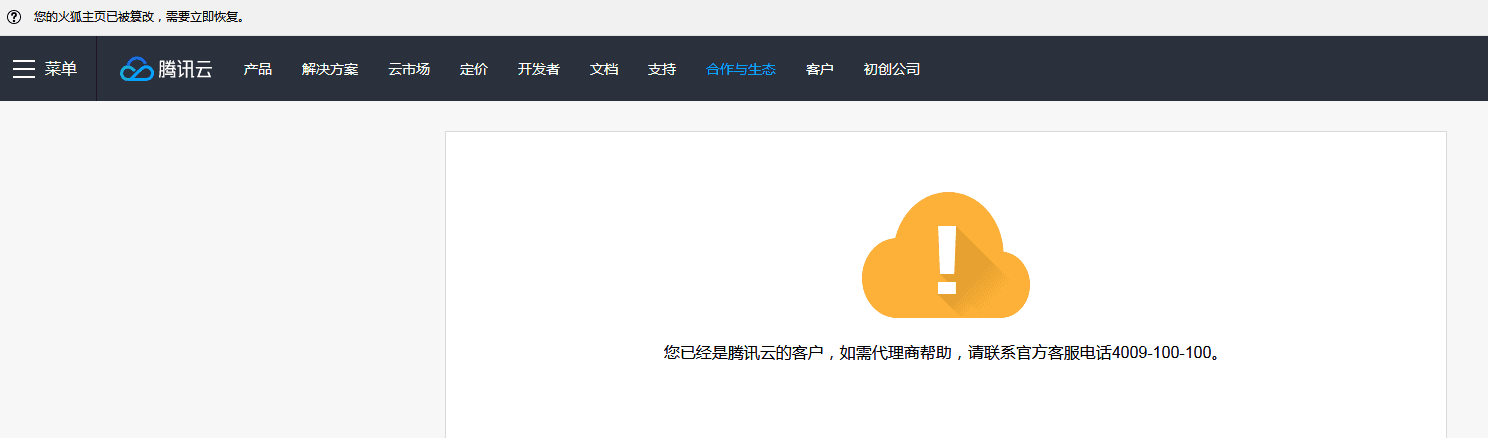 您的火狐主页已被篡改，需要立即恢复。
菜单 腾讯云 产品 解决方案 云市场 定价 开发者 文档 支持 合作与生态 客户 初创公司
您已经是腾讯云的客户，如需代理商帮助，请联系官方客服电话4009-100-100。